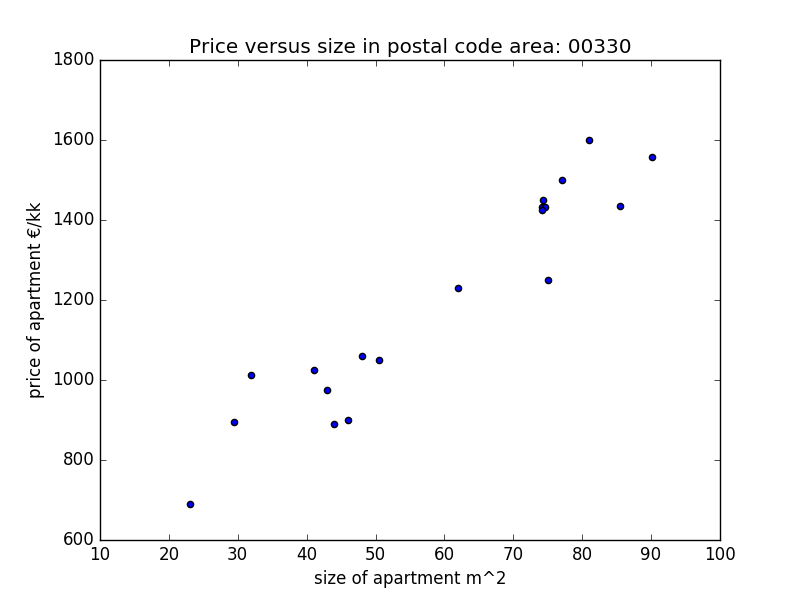 Price versus size in postal code area: 00330
1800
1600
1400
1200
1000
800
600
price of apartment €/kk
10 20 30 40 50 60 70 80 90 100
size of apartment m^2